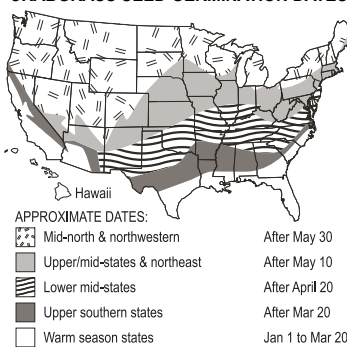 CRABGRASS SEED GERMINATION DATES
Hawaii
APPROXIMATE DATES:
Mid-north & northwestern After May 30
Upper/mid-states & northeast After May 10
Lower mid-states After April 20
Upper southern states After Mar 20
Warm season states Jan 1 to Mar 20